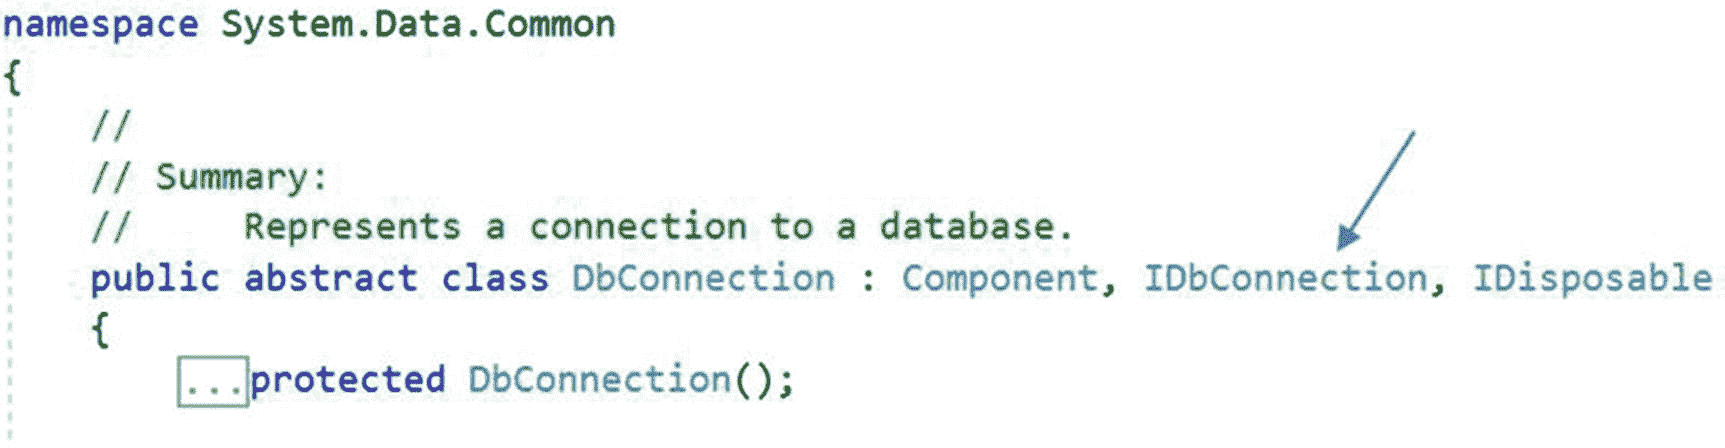 namespace System.Data.Common
{
//
// Summary:
// Represents a connection to a database.
public abstract class DbConnection : Component, IDbConnection, IDisposable
{
...protected DbConnection();